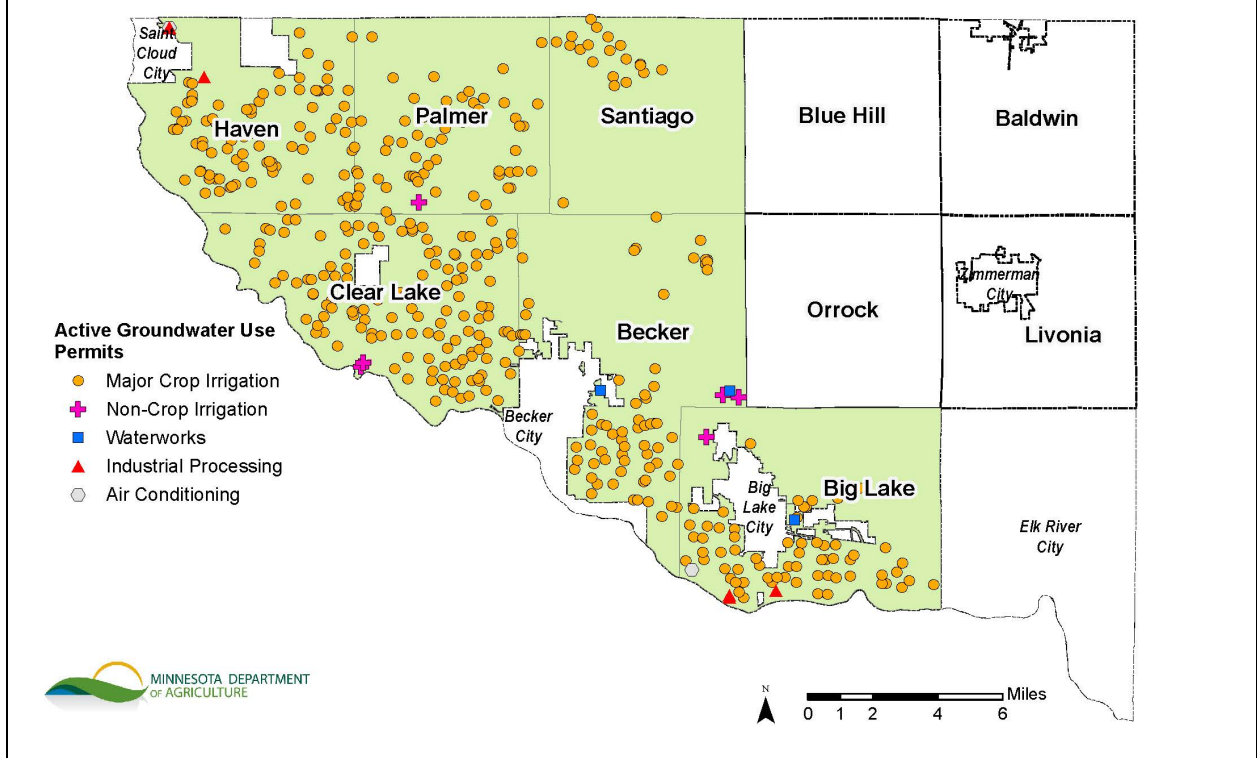 Saint
Cloud
City
Haven
Palmer
Santiago
Blue Hill
Baldwin
Clear Lake
Becker
Orrock
Zimmerman
City
Livonia
Active Groundwater Use
Permits
Major Crop Irrigation
Non-Crop Irrigation
Waterworks
Industrial Processing
Air Conditioning
Becker
City
Big
Lake
City
Big Lake
Elk River
City
MINNESOTA DEPARTMENT
OF AGRICULTURE
N
Miles
0 1 2 4 6